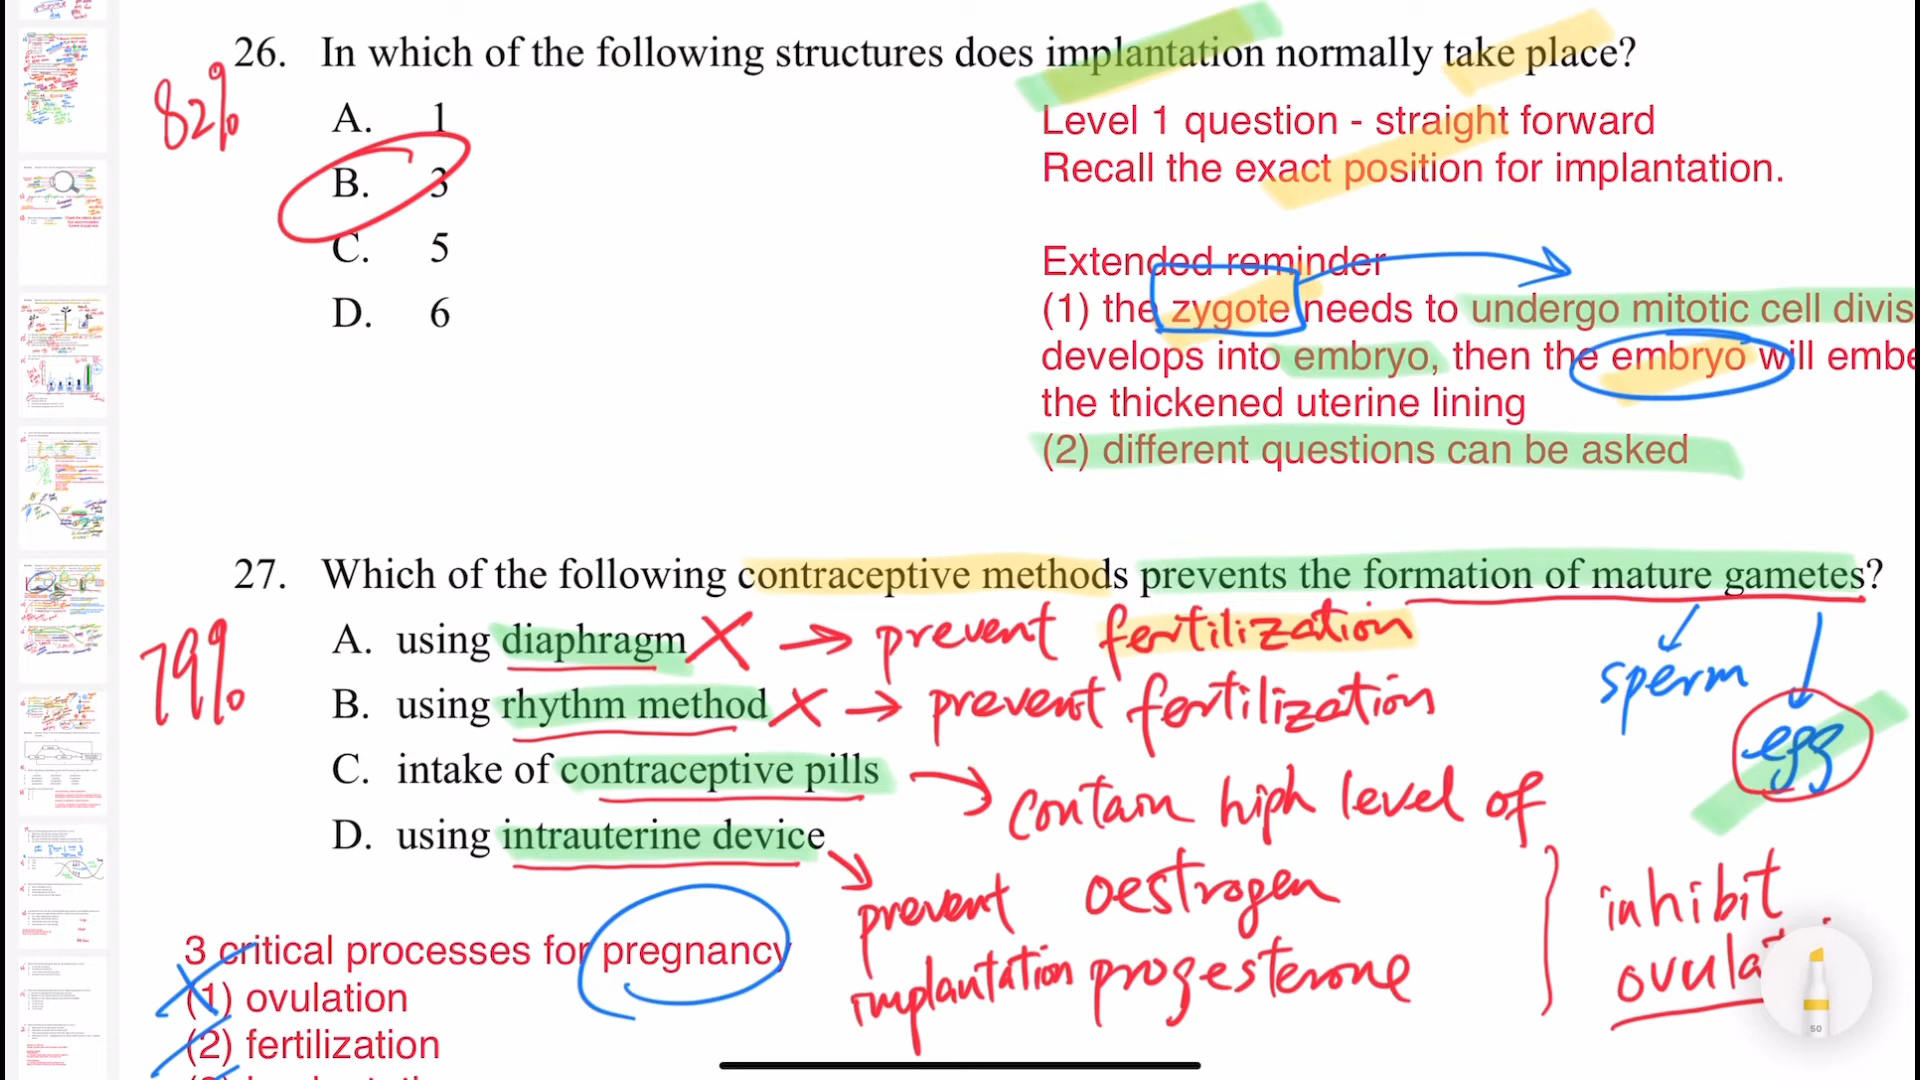 26. In which of the following structures does implantation normally take place?
82%
A. 1
B. 3
C. 5
D. 6
Level 1 question - straight forward
Recall the exact position for implantation.
Extended reminder
(1) the zygote needs to undergo mitotic cell divis
develops into embryo, then the embryo will embe
the thickened uterine lining
(2) different questions can be asked
27. Which of the following contraceptive methods prevents the formation of mature gametes?
79%
A. using diaphragm X → prevent fertilization
B. using rhythm method X → prevent fertilization
C. intake of contraceptive pills → contain high level of
oestrogen
progesterone
inhibit
ovulat
D. using intrauterine device
prevent
implantation
sperm
egg
3 critical processes for pregnancy
(1) ovulation
(2) fertilization
50